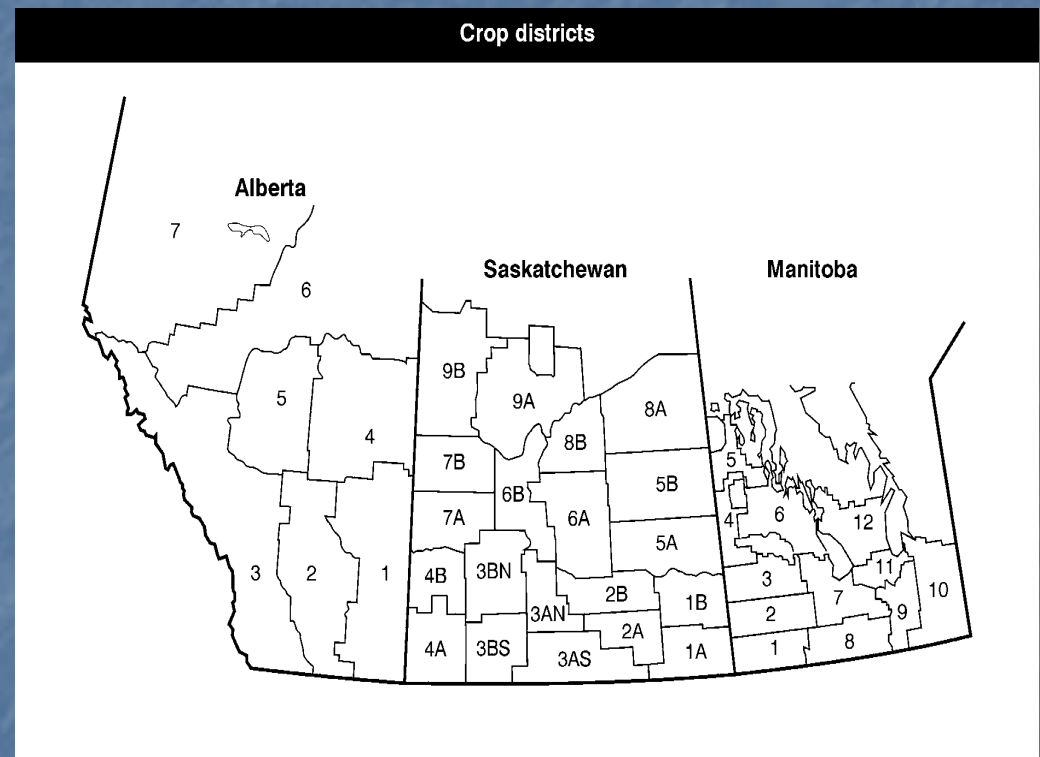 Crop districts
Alberta
7
6
Saskatchewan
Manitoba
9B
5
9A
8A
4
8B
7B
5
5B
6B
7A
6A
6
4
12
5A
3
2
1
4B
3BN
11
3
10
2B
7
1B
3AN
9
2
2A
4A
3BS
1
8
1A
3AS